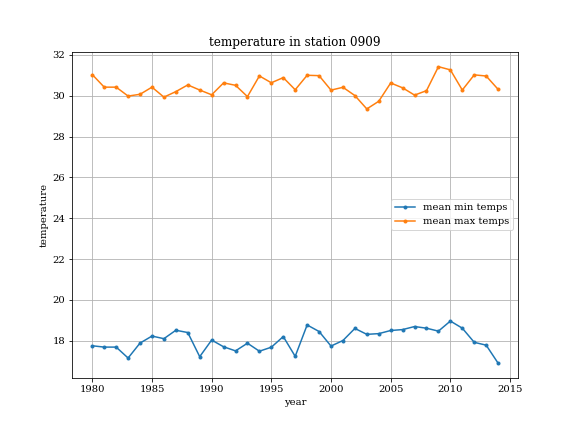 temperature in station 0909
32
30
28
26
24
22
20
18
temperature
mean min temps
mean max temps
1980 1985 1990 1995 2000 2005 2010 2015
year